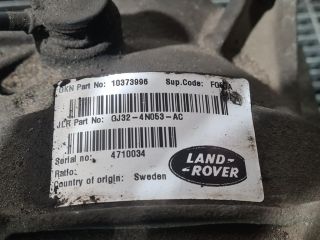 GKN Part No: 10373996 Sup.Code: FQ
JLR Part No: GJ32-4N053-AC
Serial no: 4710034
Ratio:
Country of origin: Sweden
LAND-
-ROVER